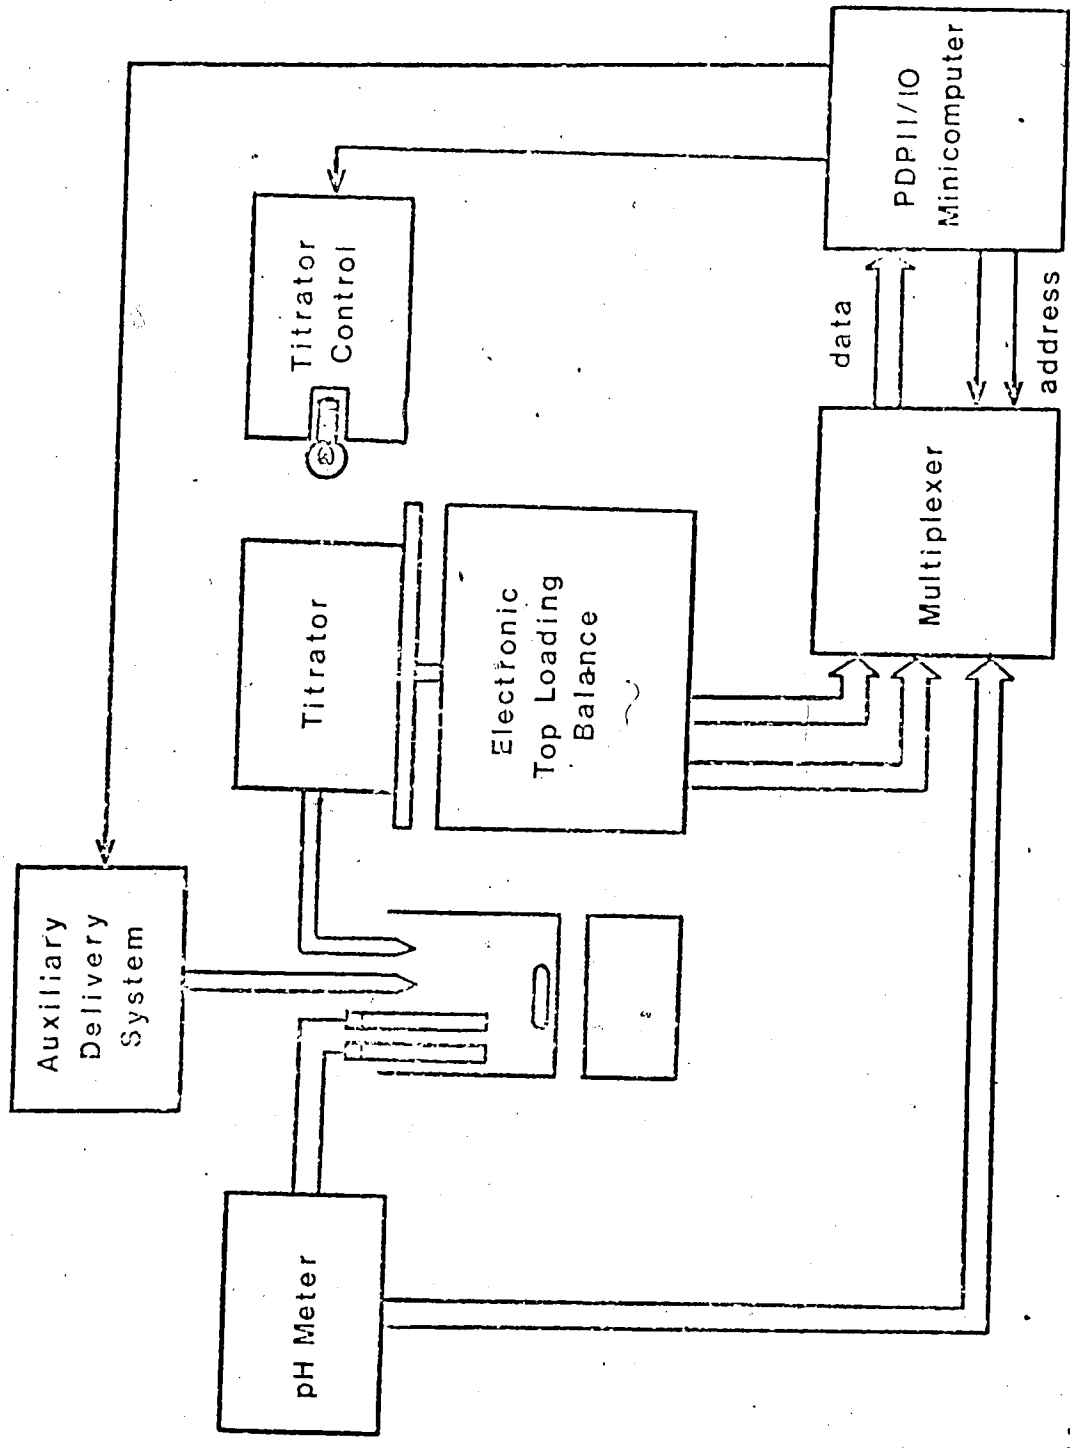 Auxiliary
Delivery
System
pH Meter
Titrator
Titrator
Control
Electronic
Top Loading
Balance
Multiplexer
data
address
PDP11/10
Minicomputer